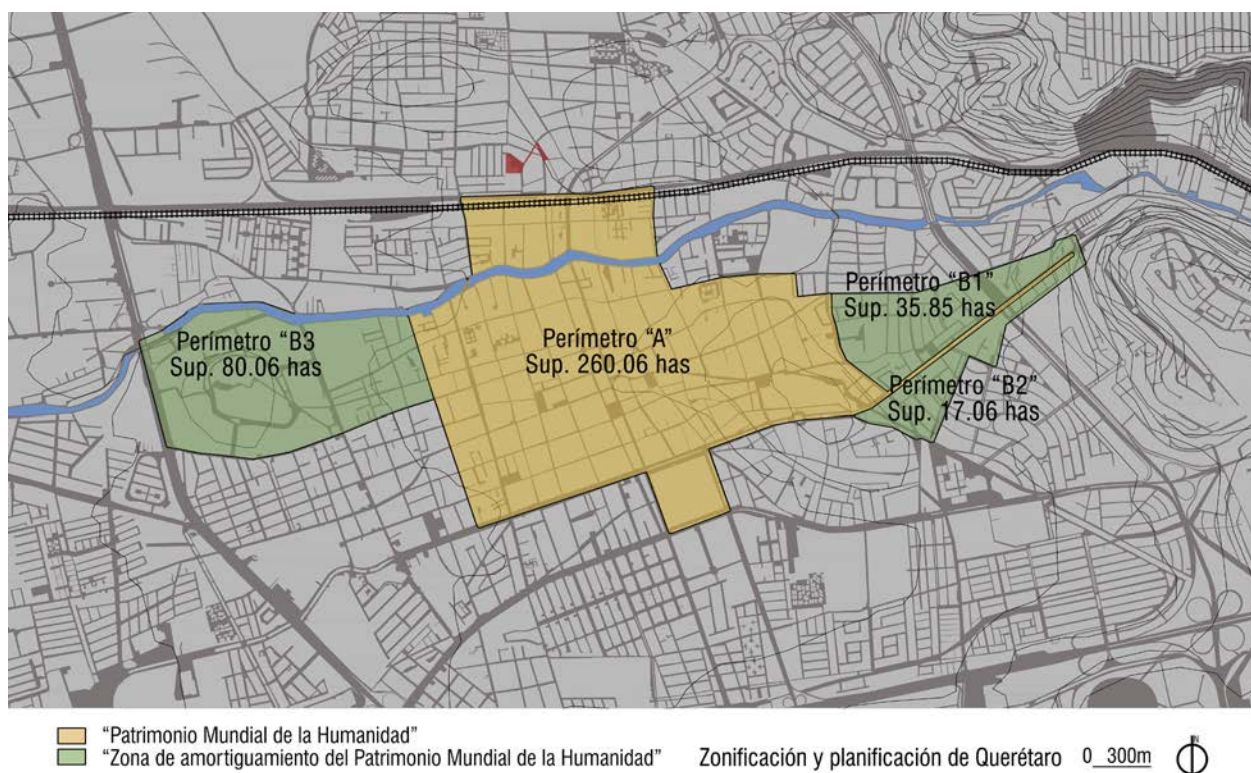 Perímetro "B1"
Sup. 35.85 has
Perímetro "B3
Sup. 80.06 has
Perímetro "A"
Sup. 260.06 has
Perímetro "B2"
Sup. 17.06 has
"Patrimonio Mundial de la Humanidad"
"Zona de amortiguamiento del Patrimonio Mundial de la Humanidad"
Zonificación y planificación de Querétaro
0 300m
N